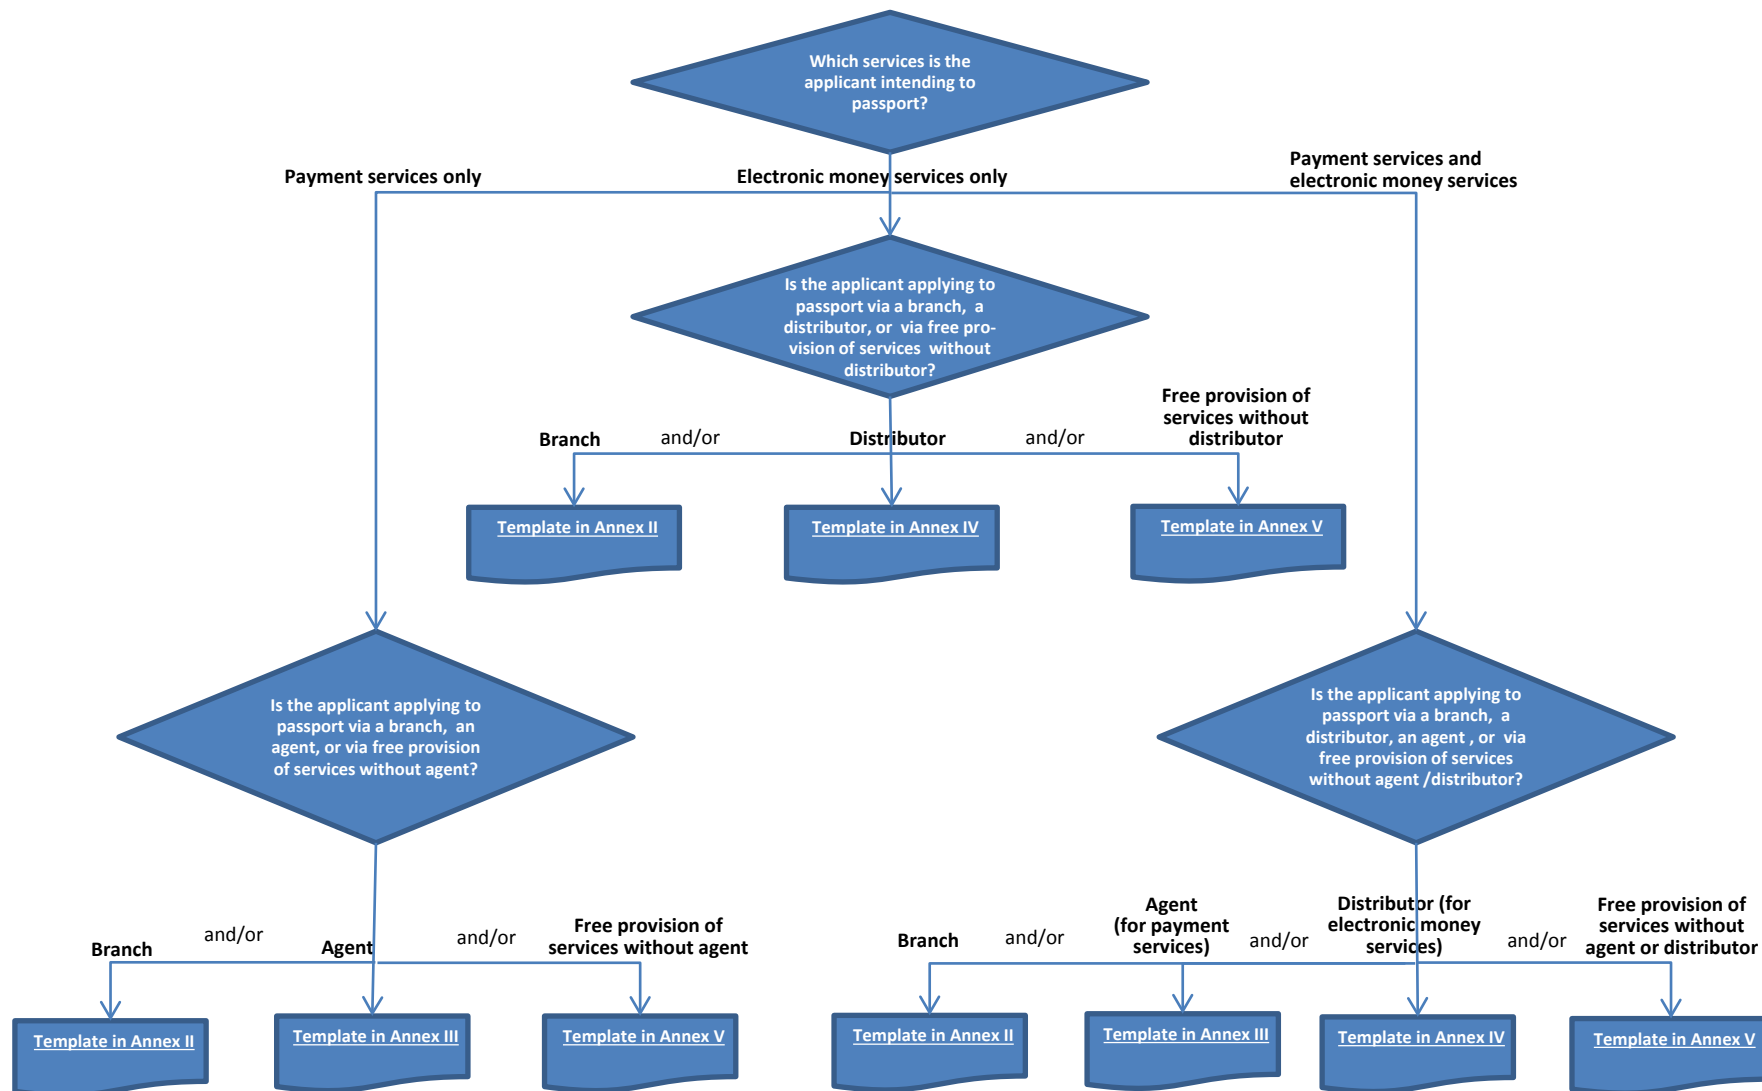 Which services is the
applicant intending to
passport?
Payment services only
Electronic money services only
Payment services and
electronic money services
Is the applicant applying to
passport via a branch, a
distributor, or via free pro-
vision of services without
distributor?
Branch
and/or
Distributor
and/or
Free provision of
services without
distributor
Template in Annex II
Template in Annex IV
Template in Annex V
Is the applicant applying to
passport via a branch, an
agent, or via free provision
of services without agent?
Is the applicant applying to
passport via a branch, a
distributor, an agent , or via
free provision of services
without agent /distributor?
Branch
and/or
Agent
and/or
Free provision of
services without agent
Branch
and/or
Agent
(for payment
services)
and/or
Distributor (for
electronic money
services)
and/or
Free provision of
services without
agent or distributor
Template in Annex II
Template in Annex III
Template in Annex V
Template in Annex II
Template in Annex III
Template in Annex IV
Template in Annex V